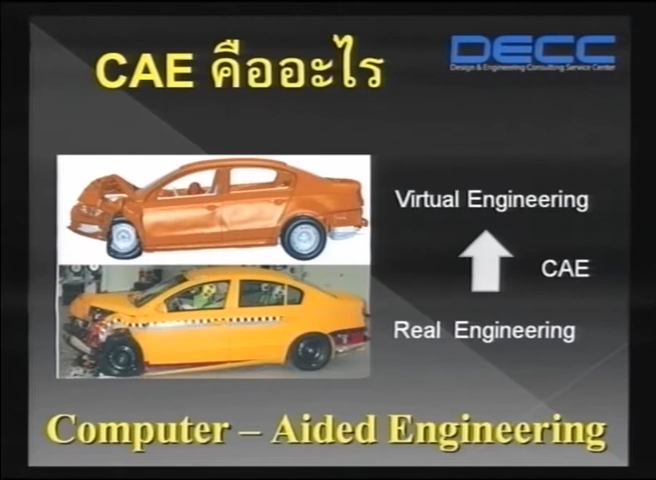 CAE คืออะไร
DECC
Design & Engineering Consulting Service Center
Virtual Engineering
CAE
Real Engineering
Computer – Aided Engineering